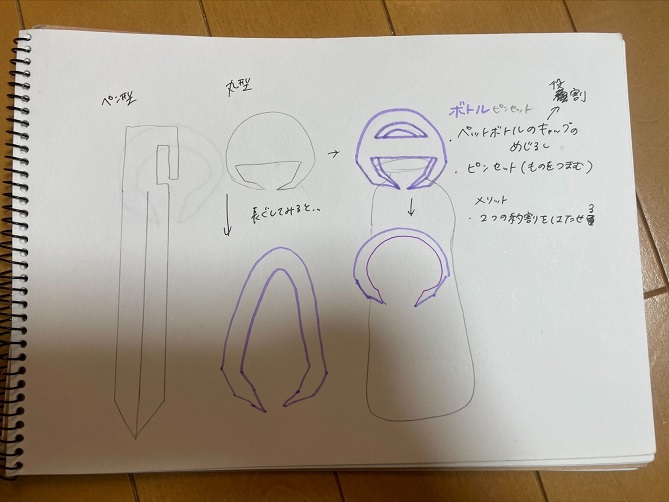 ペン型
丸型
→
長くしてみると..
ボトルピンセット
役割
・ペットボトルのキャップの
めじるし
・ピンセット(ものをつまむ)
メリット
・2つの役割をはたせる